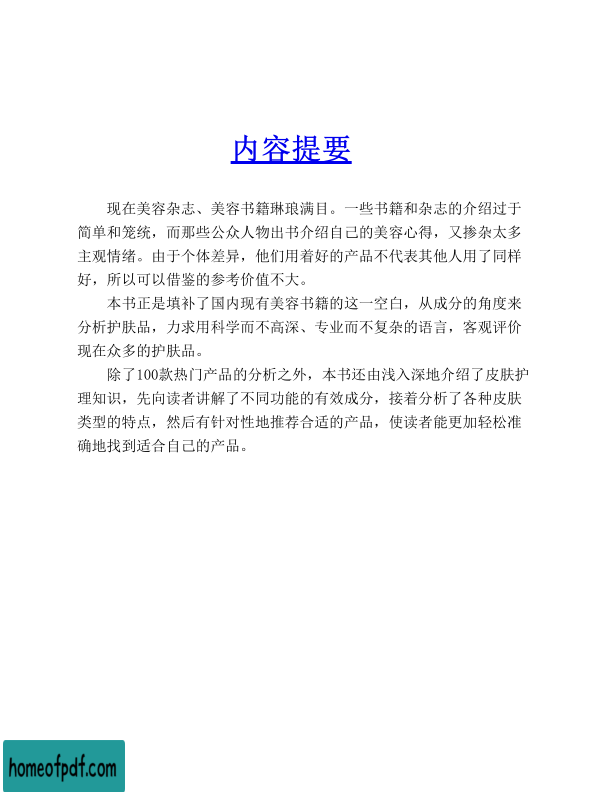 内容提要
现在美容杂志、美容书籍琳琅满目。一些书籍和杂志的介绍过于
简单和笼统，而那些公众人物出书介绍自己的美容心得，又掺杂太多
主观情绪。由于个体差异，他们用着好的产品不代表其他人用了同样
好，所以可以借鉴的参考价值不大。
本书正是填补了国内现有美容书籍的这一空白，从成分的角度来
分析护肤品，力求用科学而不高深、专业而不复杂的语言，客观评价
现在众多的护肤品。
除了100款热门产品的分析之外，本书还由浅入深地介绍了皮肤护
理知识，先向读者讲解了不同功能的有效成分，接着分析了各种皮肤
类型的特点，然后有针对性地推荐合适的产品，使读者能更加轻松准
确地找到适合自己的产品。
homeofpdf.com